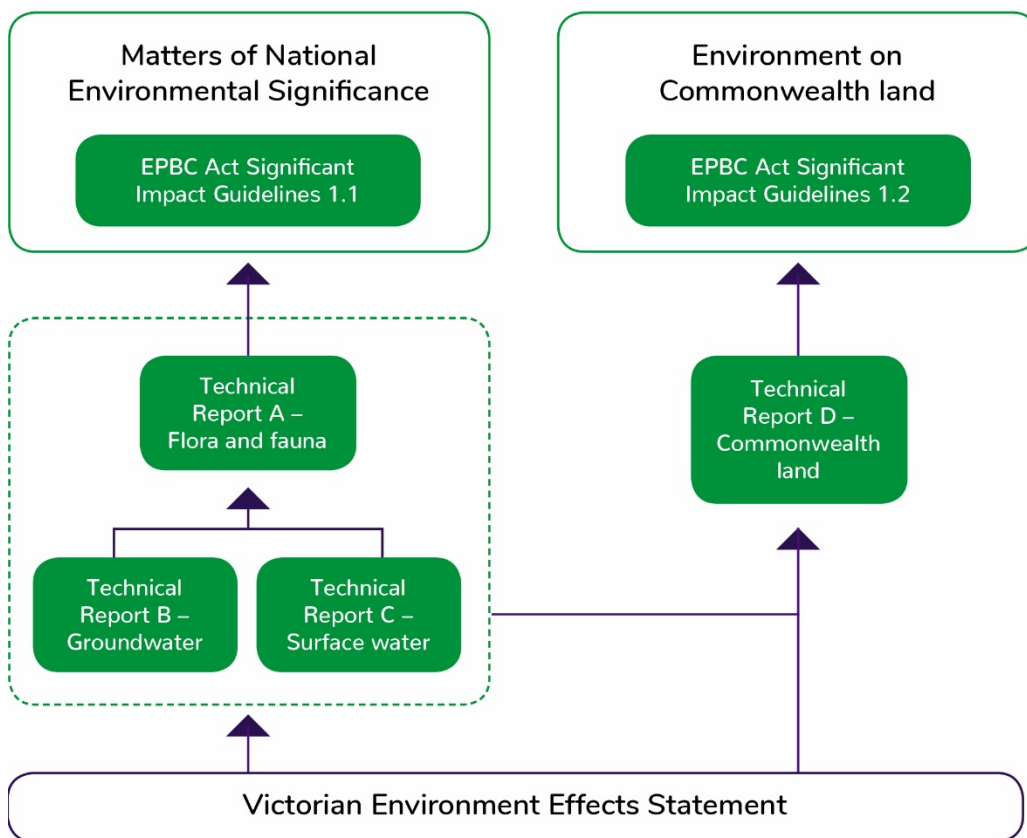 Matters of National
Environmental Significance
EPBC Act Significant
Impact Guidelines 1.1
Environment on
Commonwealth land
EPBC Act Significant
Impact Guidelines 1.2
Technical
Report A –
Flora and fauna
Technical
Report D –
Commonwealth
land
Technical
Report B –
Groundwater
Technical
Report C –
Surface water
Victorian Environment Effects Statement